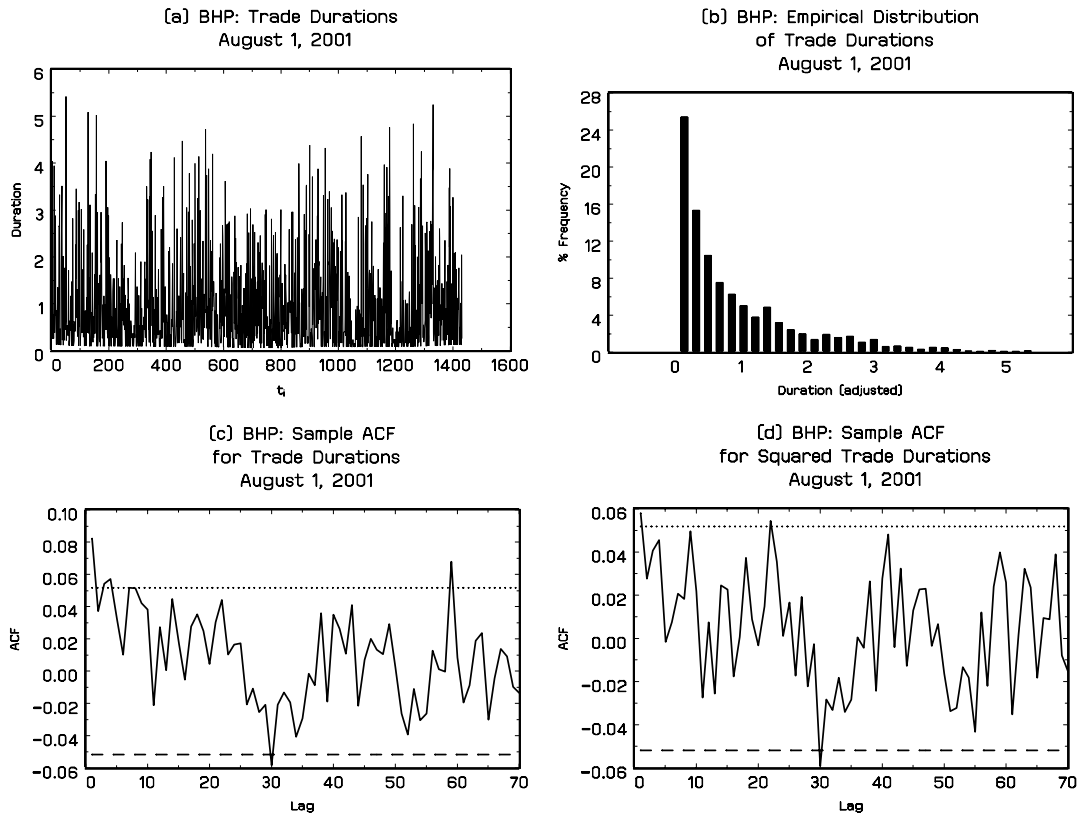 (a) BHP: Trade Durations
August 1, 2001
6
5
4
3
2
1
0
Duration
0 200 400 600 800 1000 1200 1400 1600
ti
(b) BHP: Empirical Distribution
of Trade Durations
August 1, 2001
28
24
20
16
12
8
4
0
% Frequency
0 1 2 3 4 5
Duration (adjusted)
(c) BHP: Sample ACF
for Trade Durations
August 1, 2001
0.10
0.08
0.06
0.04
0.02
0.00
−0.02
−0.04
−0.06
ACF
0 10 20 30 40 50 60 70
Lag
(d) BHP: Sample ACF
for Squared Trade Durations
August 1, 2001
0.06
0.04
0.02
0.00
−0.02
−0.04
−0.06
ACF
0 10 20 30 40 50 60 70
Lag